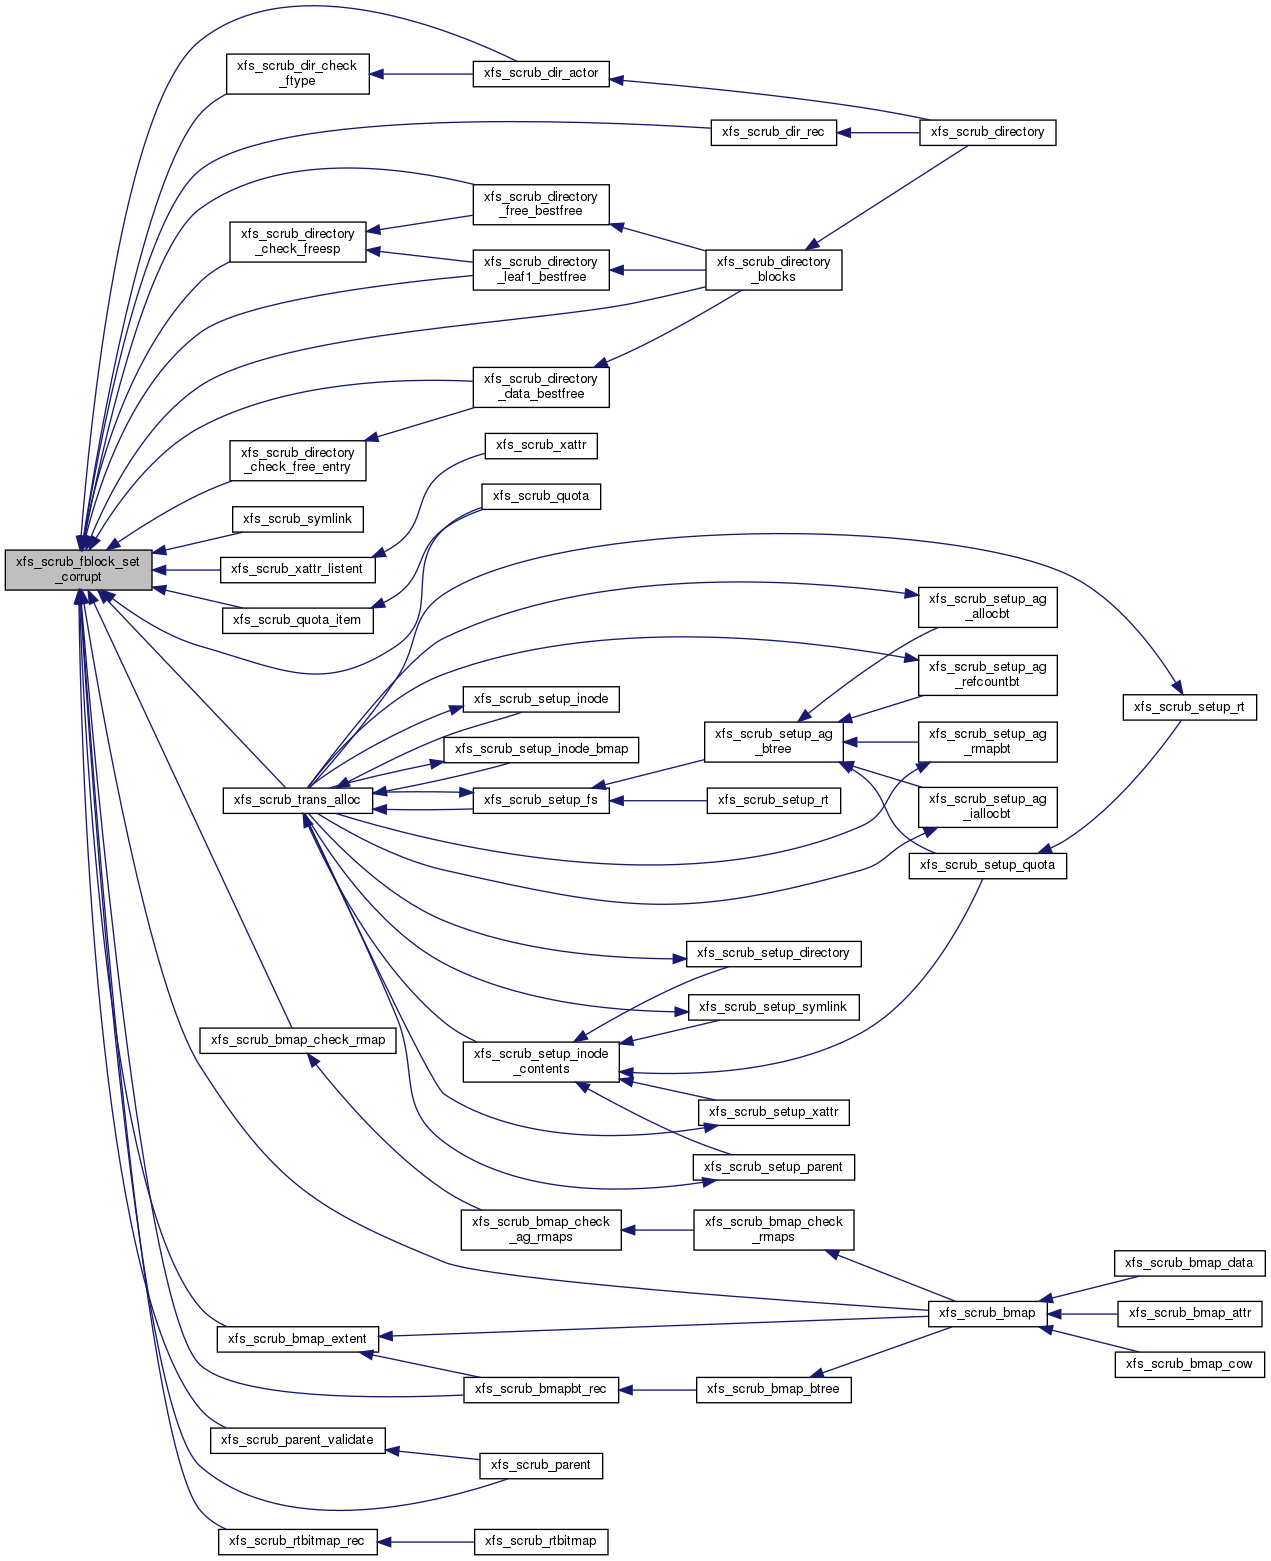 xfs_scrub_dir_check
_ftype
xfs_scrub_dir_actor
xfs_scrub_dir_rec
xfs_scrub_directory
xfs_scrub_directory
_free_bestfree
xfs_scrub_directory
_check_freesp
xfs_scrub_directory
_leaf1_bestfree
xfs_scrub_directory
_blocks
xfs_scrub_directory
_data_bestfree
xfs_scrub_directory
_check_free_entry
xfs_scrub_xattr
xfs_scrub_quota
xfs_scrub_symlink
xfs_scrub_fblock_set
_corrupt
xfs_scrub_xattr_listent
xfs_scrub_quota_item
xfs_scrub_setup_ag
_allocbt
xfs_scrub_setup_ag
_refcountbt
xfs_scrub_setup_inode
xfs_scrub_setup_rt
xfs_scrub_setup_ag
_btree
xfs_scrub_setup_ag
_rmapbt
xfs_scrub_setup_inode_bmap
xfs_scrub_trans_alloc
xfs_scrub_setup_fs
xfs_scrub_setup_rt
xfs_scrub_setup_ag
_iallocbt
xfs_scrub_setup_quota
xfs_scrub_setup_directory
xfs_scrub_setup_symlink
xfs_scrub_bmap_check_rmap
xfs_scrub_setup_inode
_contents
xfs_scrub_setup_xattr
xfs_scrub_setup_parent
xfs_scrub_bmap_check
_ag_rmaps
xfs_scrub_bmap_check
_rmaps
xfs_scrub_bmap_data
xfs_scrub_bmap
xfs_scrub_bmap_attr
xfs_scrub_bmap_extent
xfs_scrub_bmap_cow
xfs_scrub_bmapbt_rec
xfs_scrub_bmap_btree
xfs_scrub_parent_validate
xfs_scrub_parent
xfs_scrub_rtbitmap_rec
xfs_scrub_rtbitmap